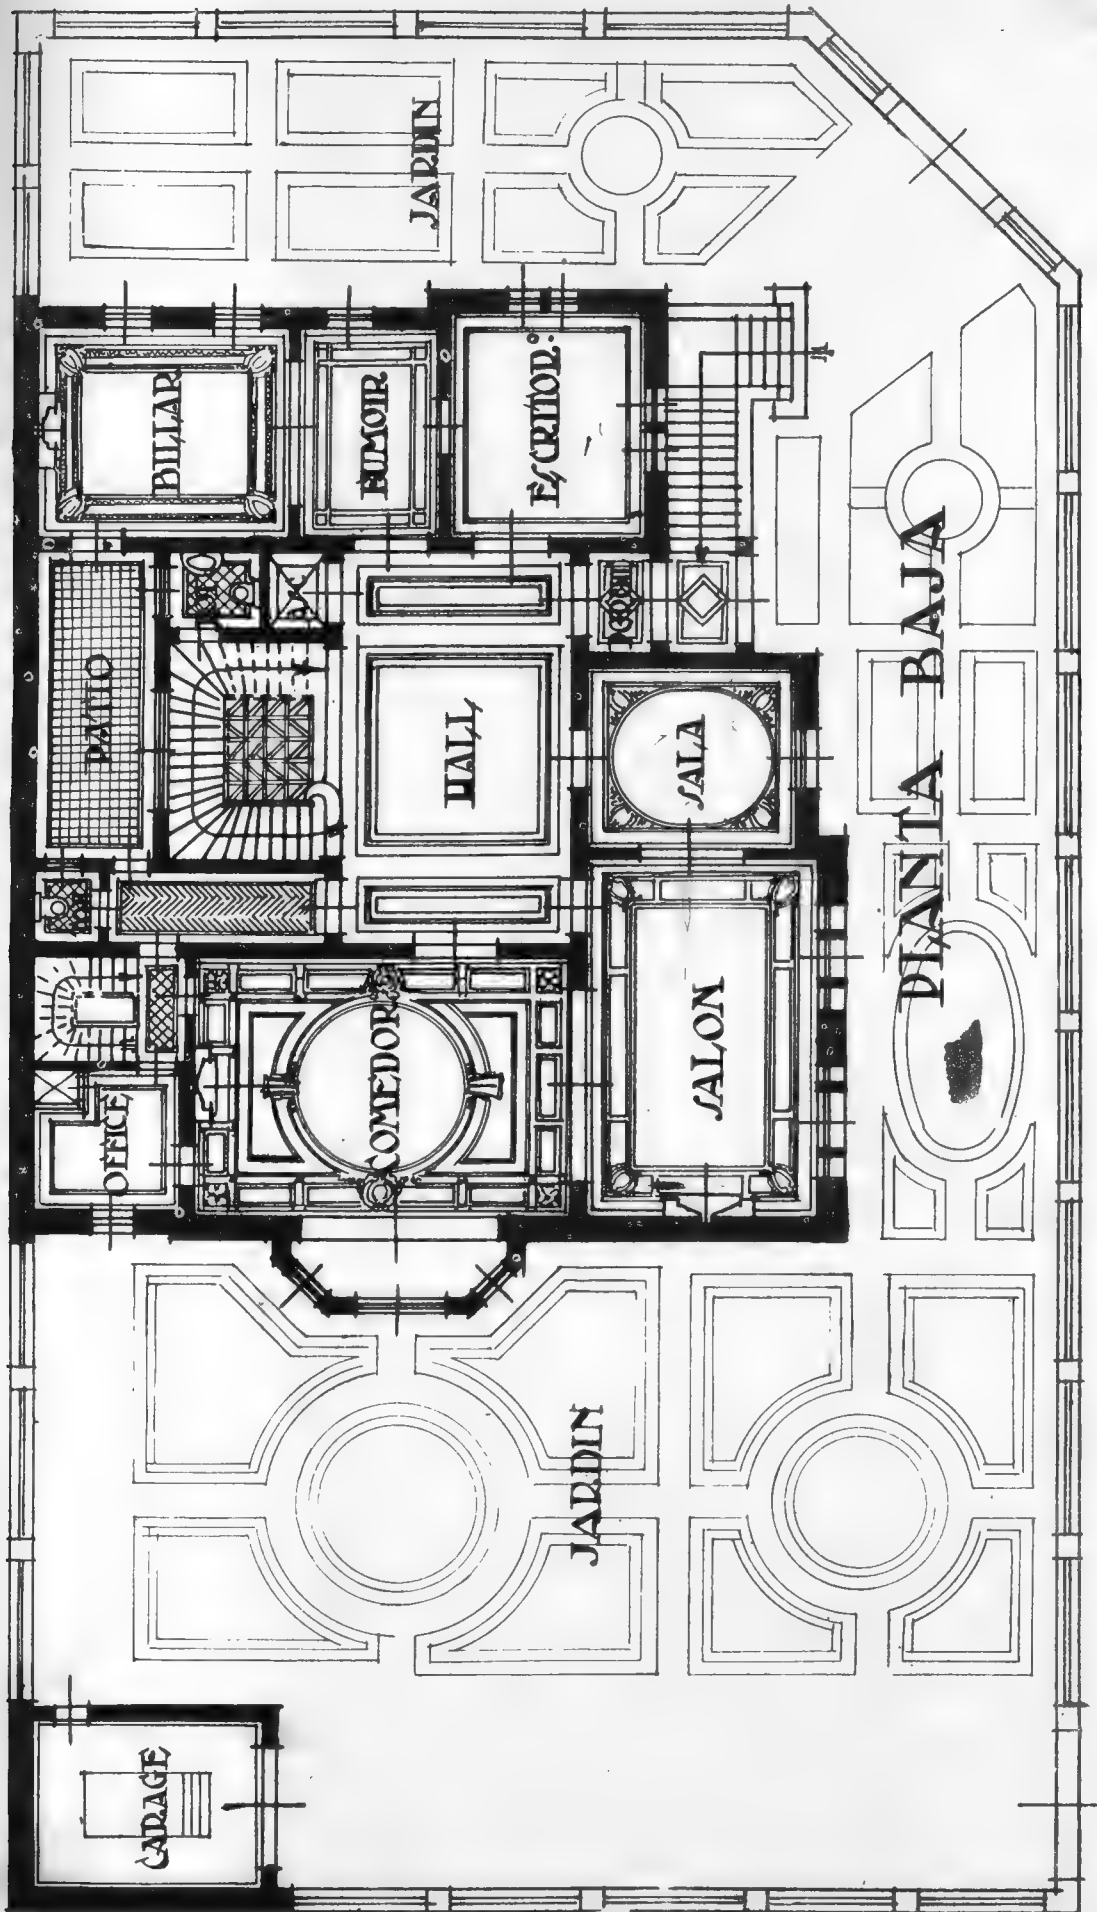 JARDIN
BILLAR
FUMOIR
ESCRITOR.º
PATIO
HALL
SALA
COMEDOR
SALON
OFFICE
PLANTA BAJA
JARDIN
GARAGE